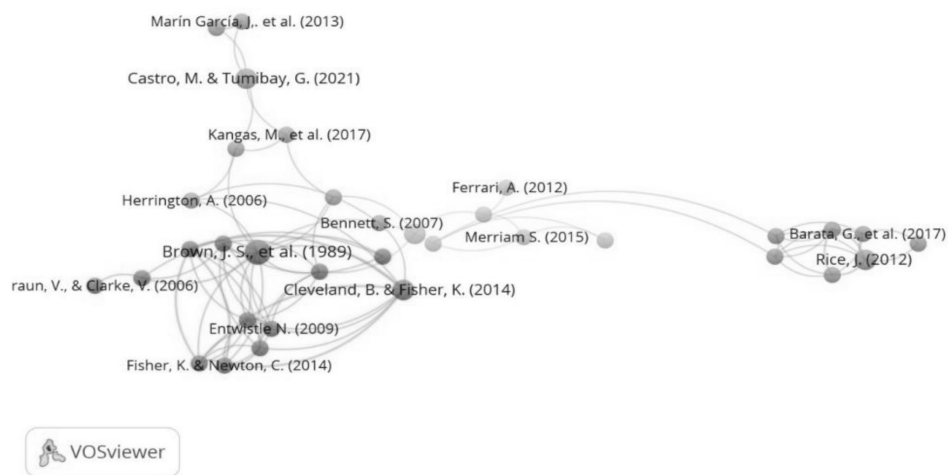 Marín García, J,. et al. (2013)
Castro, M. & Tumibay, G. (2021)
Kangas, M., et al. (2017)
Ferrari, A. (2012)
Herrington, A. (2006)
Bennett, S. (2007)
Merriam S. (2015)
Barata, G., et al. (2017)
Brown, J. S., et al. (1989)
Rice, J. (2012)
raun, V., & Clarke, V. (2006)
Cleveland, B. & Fisher, K. (2014)
Entwistle N. (2009)
Fisher, K. & Newton, C. (2014)
VOSviewer